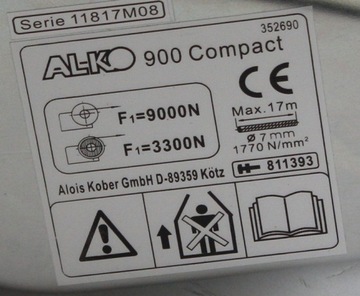 Serie 11817M08
352690
AL-KO 900 Compact
CE
F1=9000N
Max. 17m
F1=3300N
Ø 7 mm
1770 N/mm²
Alois Kober GmbH D-89359 Kötz
811393